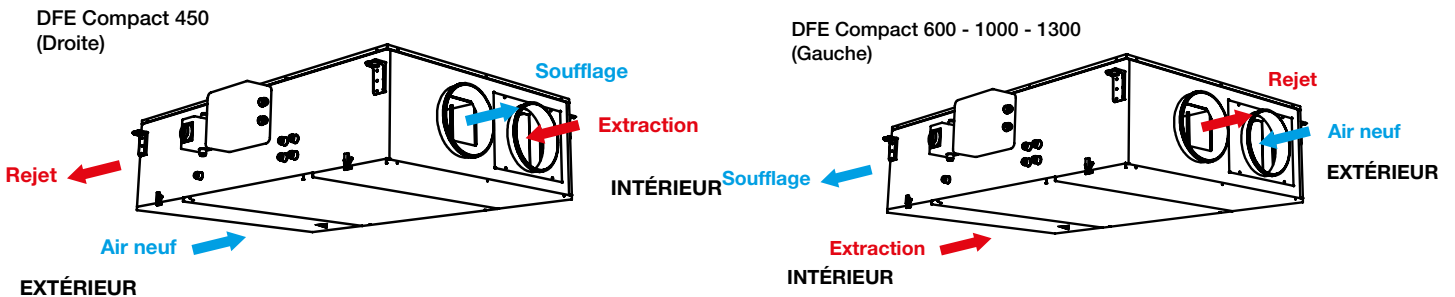 DFE Compact 450
(Droite)
Soufflage
Extraction
Rejet
INTÉRIEUR
Air neuf
EXTÉRIEUR
DFE Compact 600 - 1000 - 1300
(Gauche)
Rejet
Air neuf
EXTÉRIEUR
Soufflage
Extraction
INTÉRIEUR